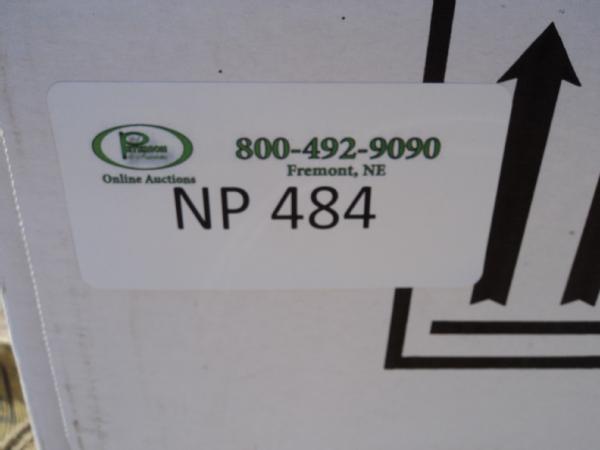 800-492-9090
Fremont, NE
Online Auctions
NP 484